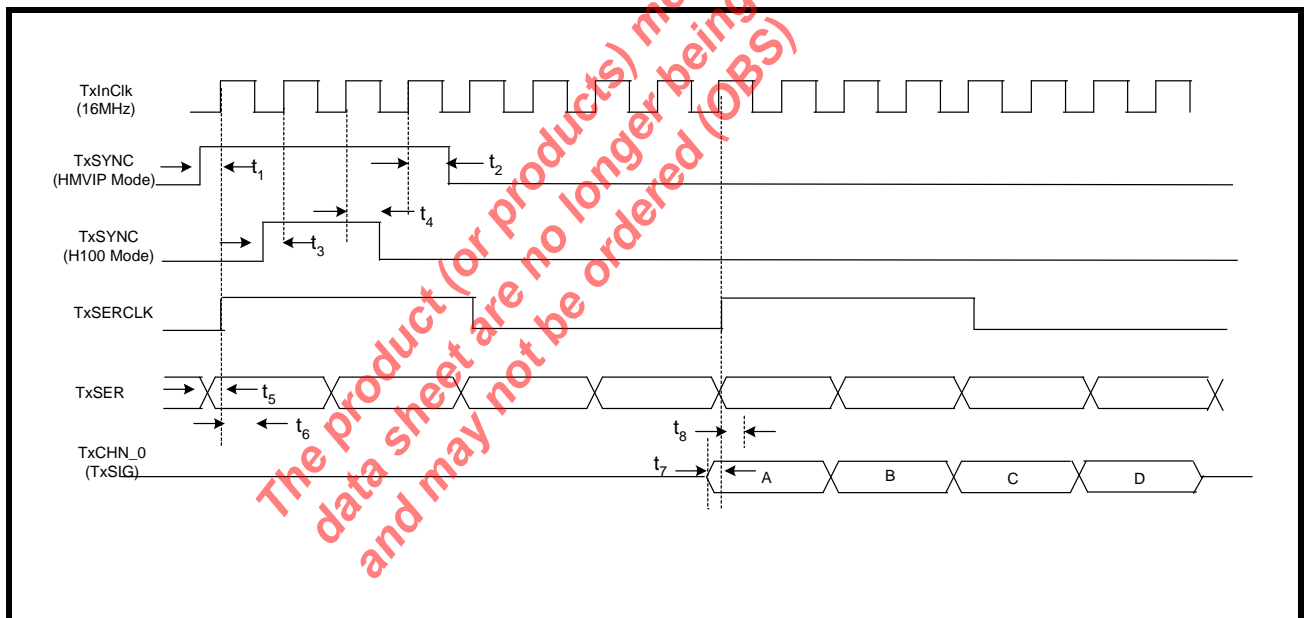 TxInClk
(16MHz)
TxSYNC
(HMVIP Mode)
t1
t2
TxSYNC
(H100 Mode)
t3
t4
TxSERCLK
TxSER
t5
t6
TxCHN_0
(TxSIG)
t7
t8
A
B
C
D
The product (or products)
data sheet are no longer being
and may not be ordered (OBS)